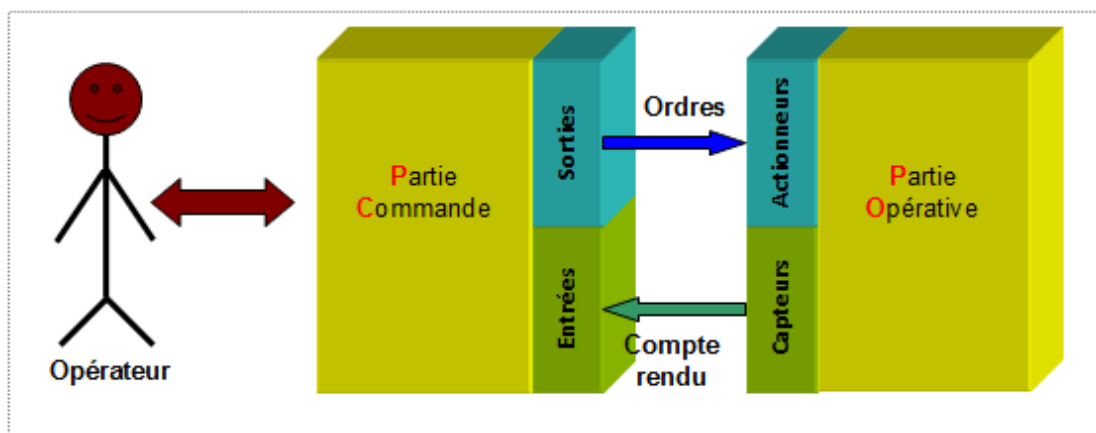 Opérateur
Partie
Commande
Sorties
Entrées
Ordres
Compte
rendu
Actionneurs
Capteurs
Partie
Opérative